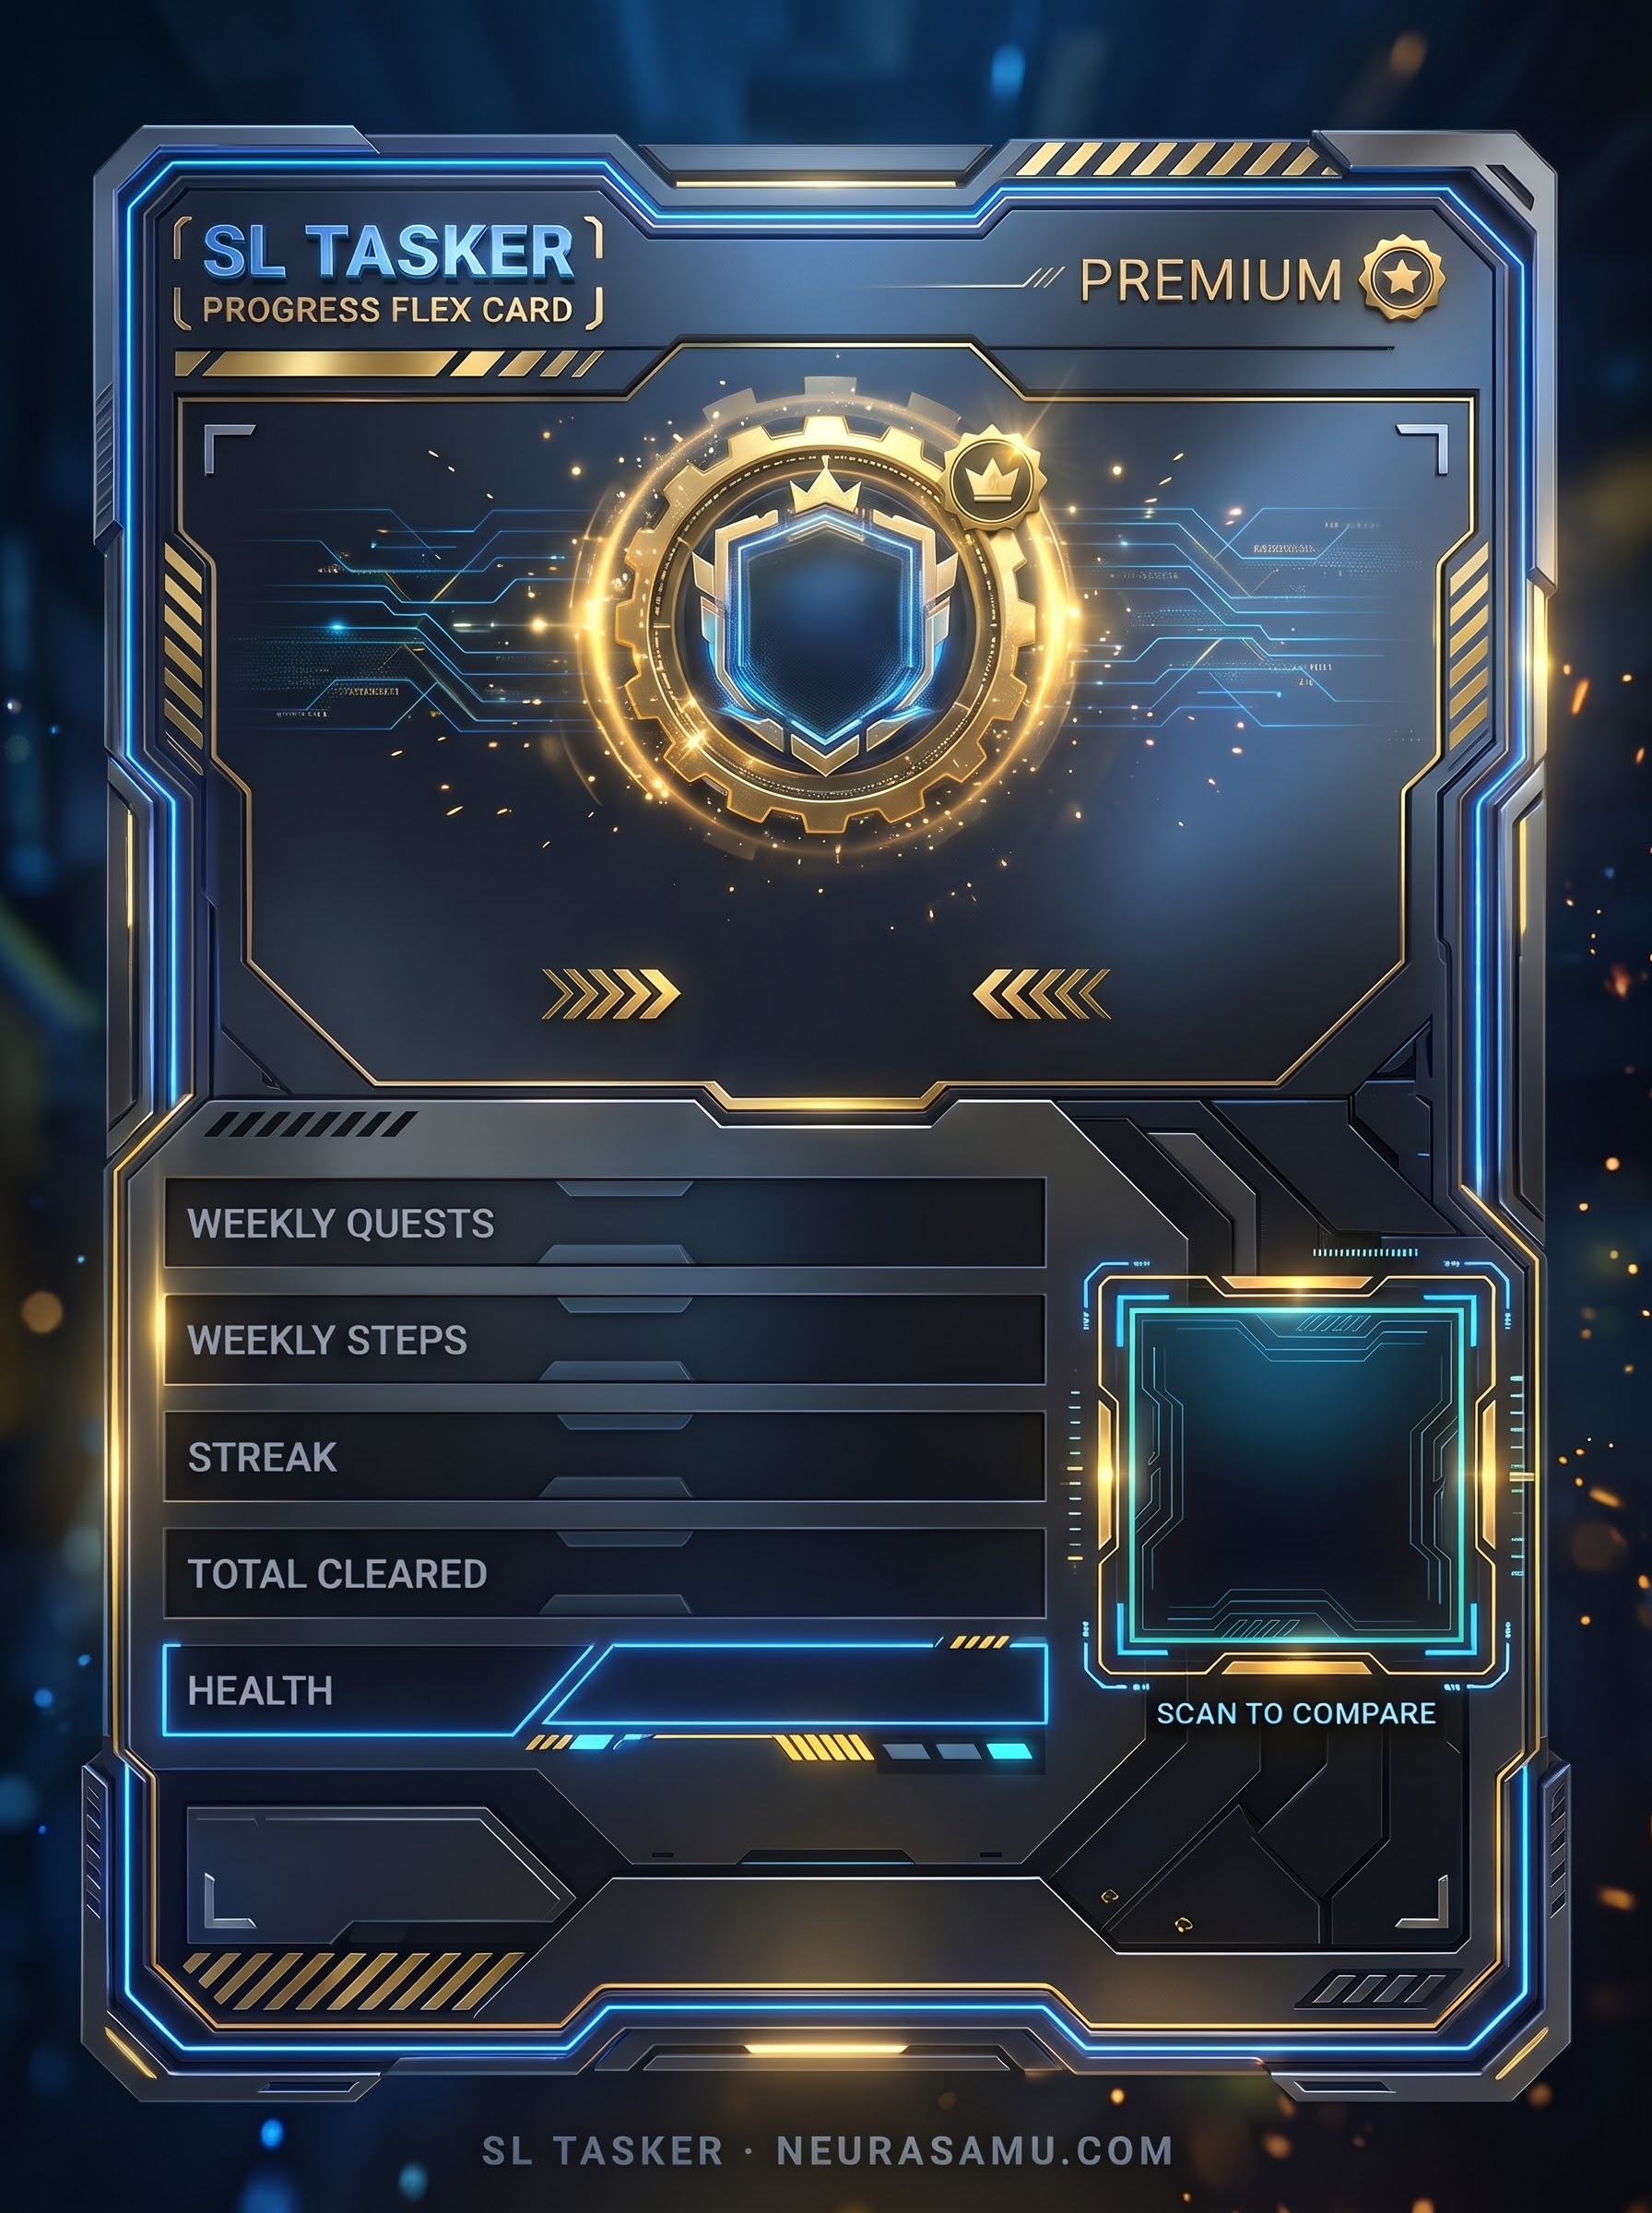 SL TASKER
PROGRESS FLEX CARD
PREMIUM
WEEKLY QUESTS
WEEKLY STEPS
STREAK
TOTAL CLEARED
HEALTH
SCAN TO COMPARE
SL TASKER · NEURASAMU.COM